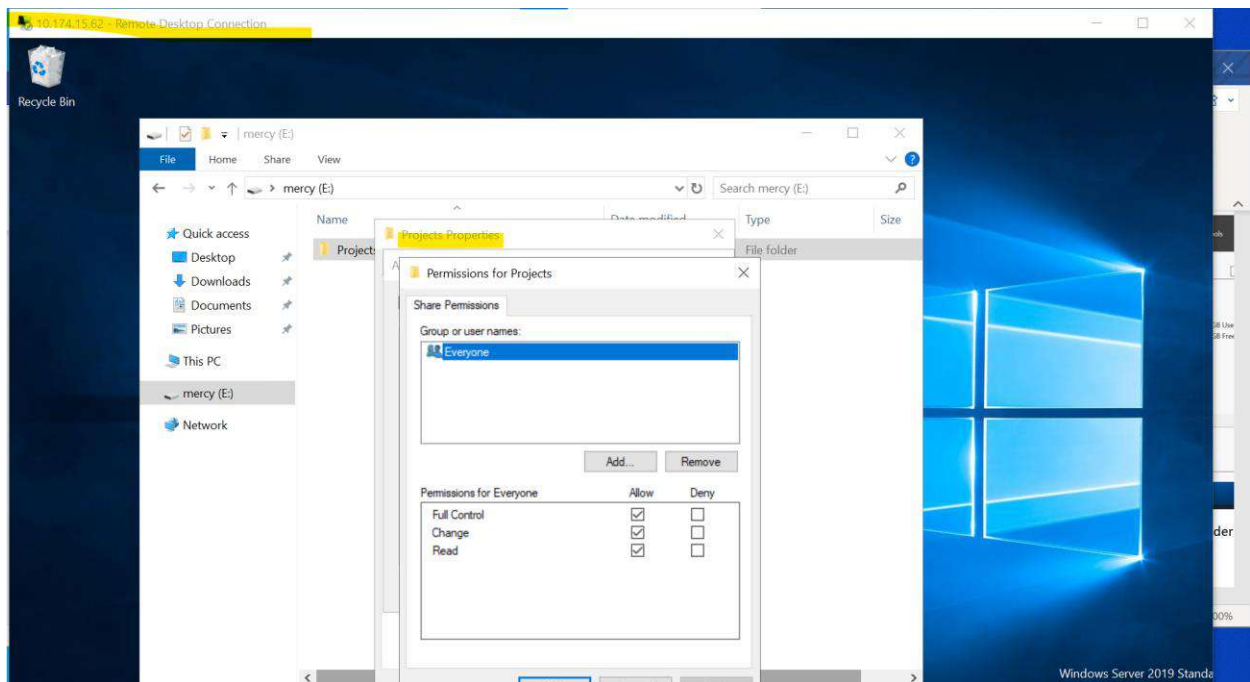 10.174.15.62 - Remote Desktop Connection
Recycle Bin
mercy (E:)
File Home Share View
mercy (E:) Search mercy (E:)
Name Date modified Type Size
Quick access
Projects Properties
Desktop
Project File folder
Downloads
Permissions for Projects
Documents
Share Permissions
Pictures
Group or user names:
Everyone
This PC
mercy (E:)
Network
Add... Remove
Permissions for Everyone Allow Deny
Full Control
Change
Read
der
00%
Windows Server 2019 Standa